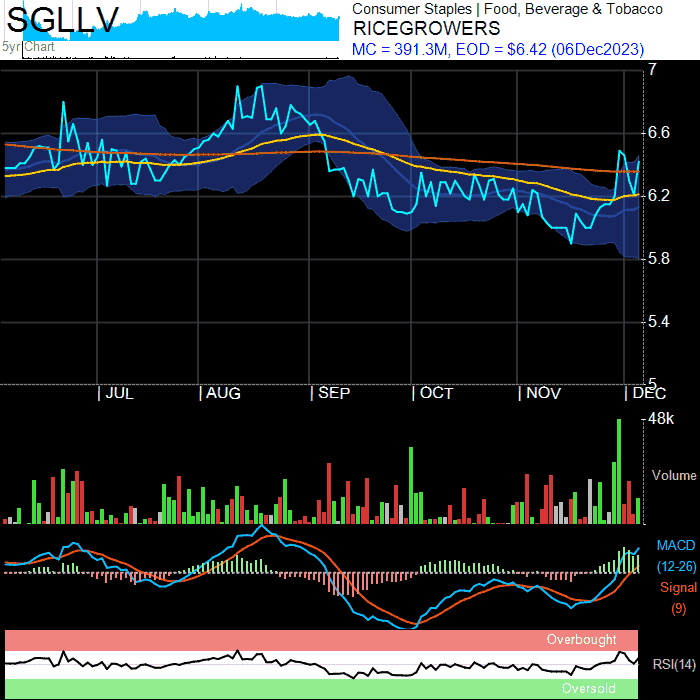 SGLLV
5yr Chart
Consumer Staples | Food, Beverage & Tobacco
RICEGROWERS
MC = 391.3M, EOD = $6.42 (06Dec2023)
7
6.6
6.2
5.8
5.4
5
| JUL | AUG | SEP | OCT | NOV | DEC
48k
Volume
MACD
(12-26)
Signal
(9)
Overbought
RSI(14)
Oversold